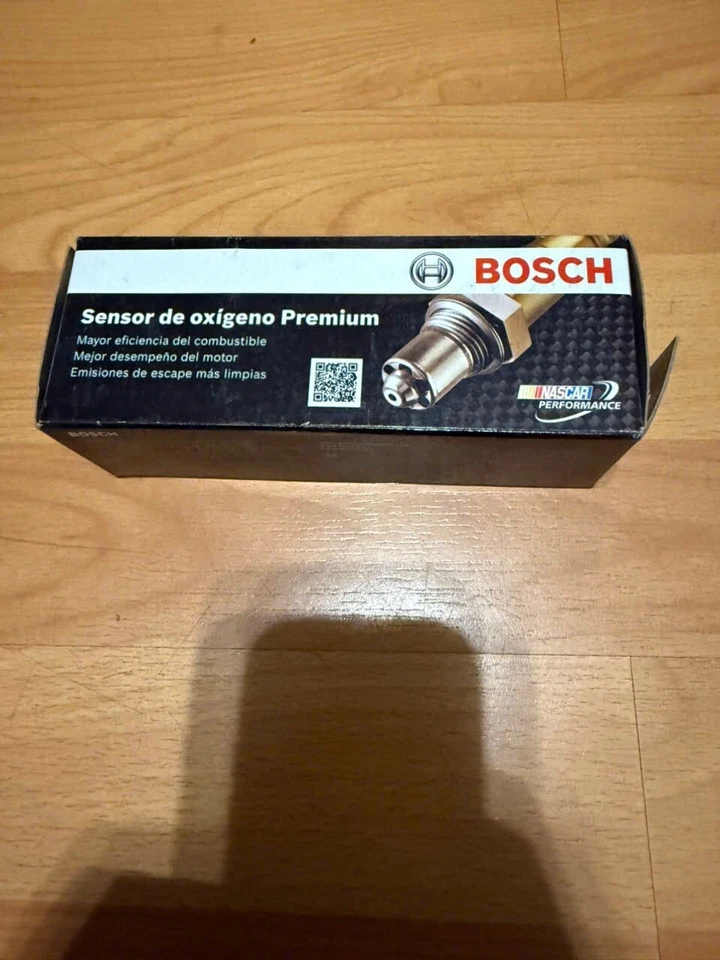 BOSCH
Sensor de oxígeno Premium
Mayor eficiencia del combustible
Mejor desempeño del motor
Emisiones de escape más limpias
NASCAR
PERFORMANCE
BOSCH